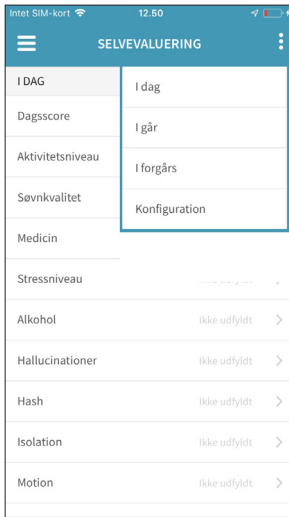 Intet SIM-kort 12.50
SELVEVALUERING
I DAG
Dagsscore
Aktivitetsniveau
Søvnkvalitet
Medicin
I dag
I går
I forgårs
Konfiguration
Stressniveau
Alkohol Ikke udfyldt
Hallucinationer Ikke udfyldt
Hash Ikke udfyldt
Isolation Ikke udfyldt
Motion Ikke udfyldt